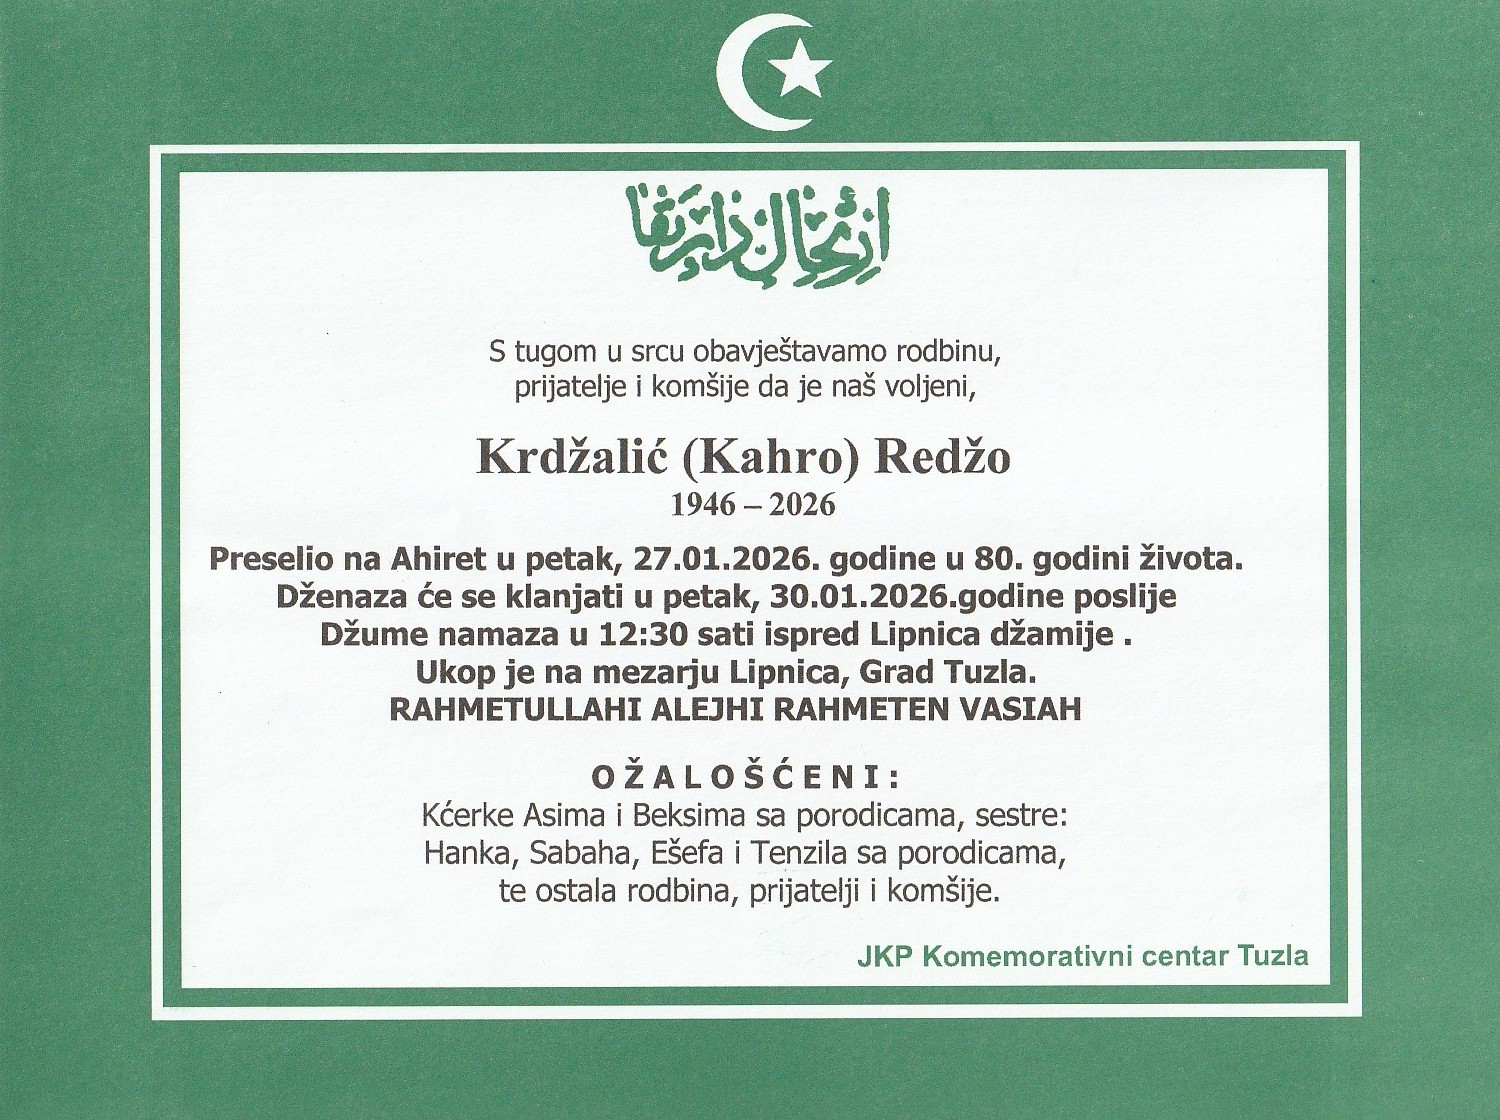 إنتحال دار بقا
S tugom u srcu obavještavamo rodbinu,
prijatelje i komšije da je naš voljeni,
Krdžalić (Kahro) Redžo
1946 – 2026
Preselio na Ahiret u petak, 27.01.2026. godine u 80. godini života.
Dženaza će se klanjati u petak, 30.01.2026.godine poslije
Džume namaza u 12:30 sati ispred Lipnica džamije .
Ukop je na mezarju Lipnica, Grad Tuzla.
RAHMETULLAHI ALEJHI RAHMETEN VASIAH
OŽALOŠĆENI:
Kćerke Asima i Beksima sa porodicama, sestre:
Hanka, Sabaha, Ešefa i Tenzila sa porodicama,
te ostala rodbina, prijatelji i komšije.
JKP Komemorativni centar Tuzla